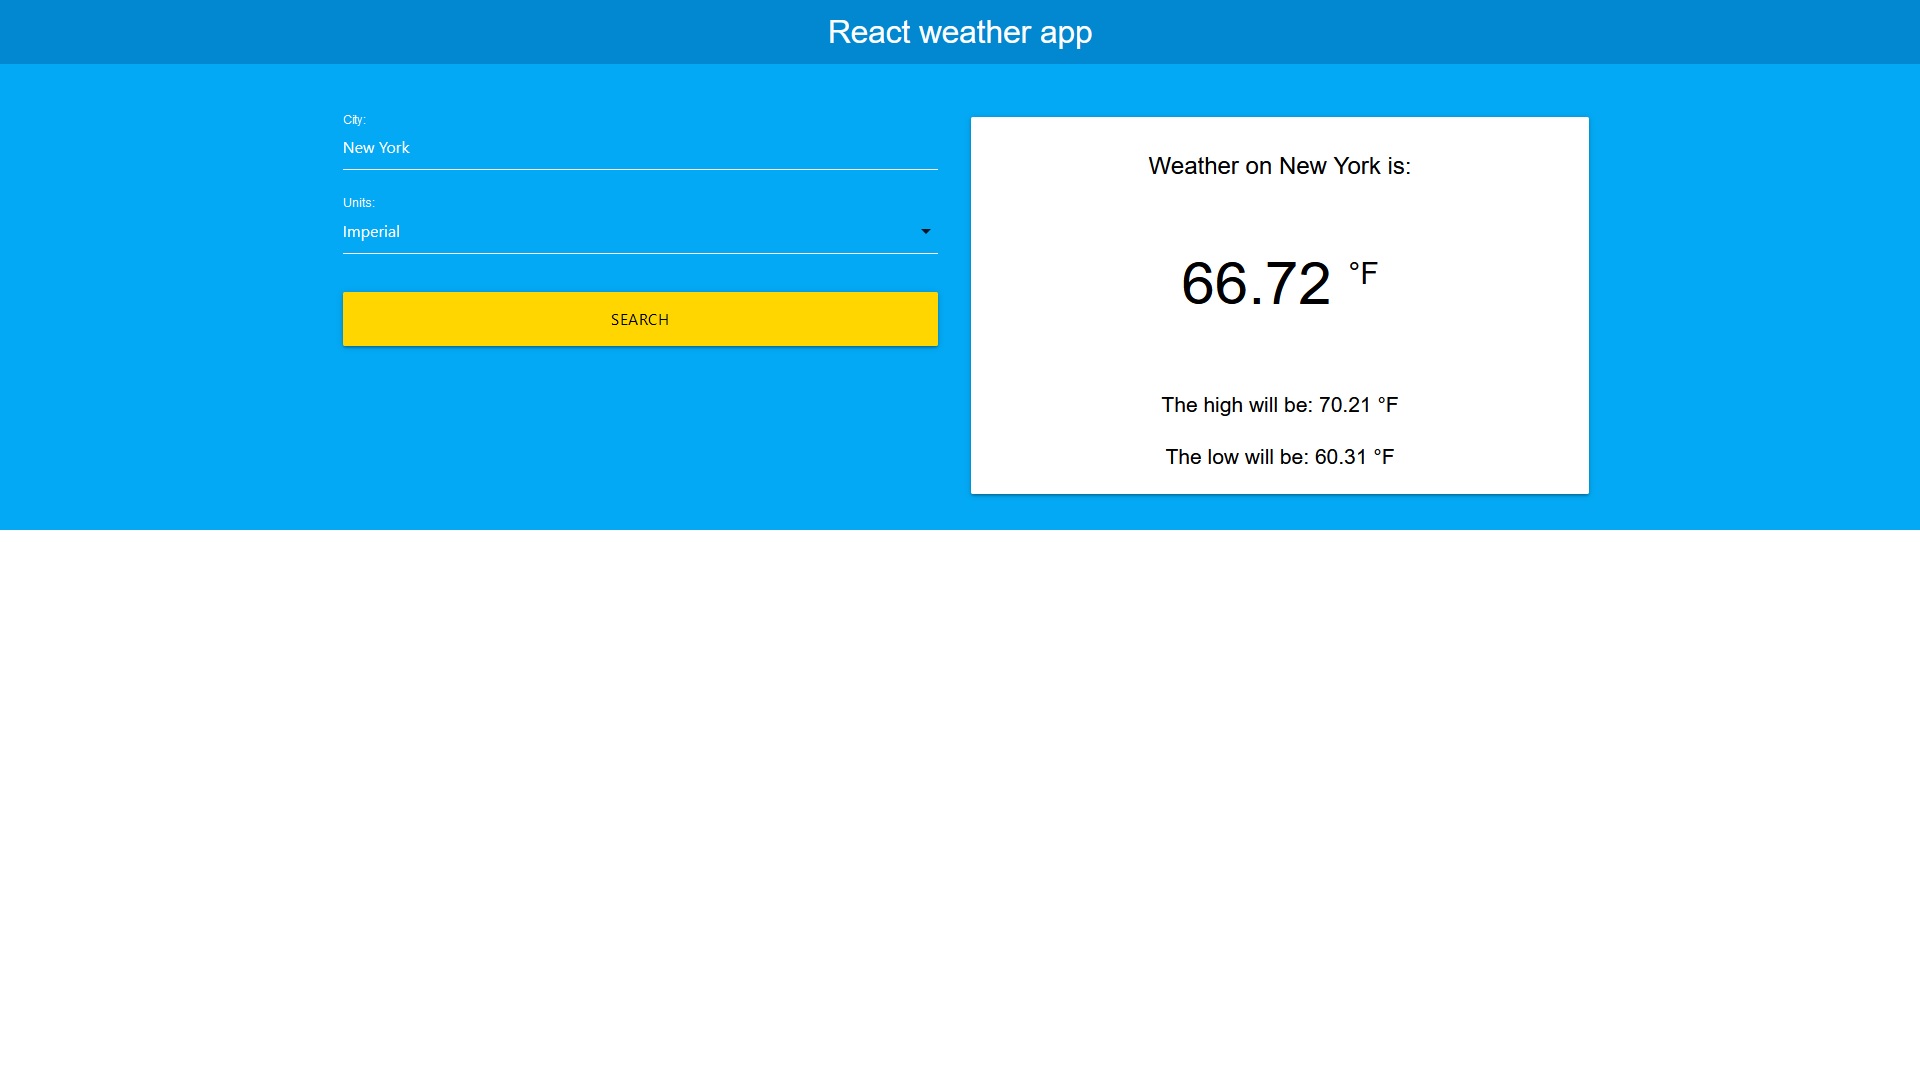 React weather app
City:
New York
Units:
Imperial
SEARCH
Weather on New York is:
66.72 °F
The high will be: 70.21 °F
The low will be: 60.31 °F